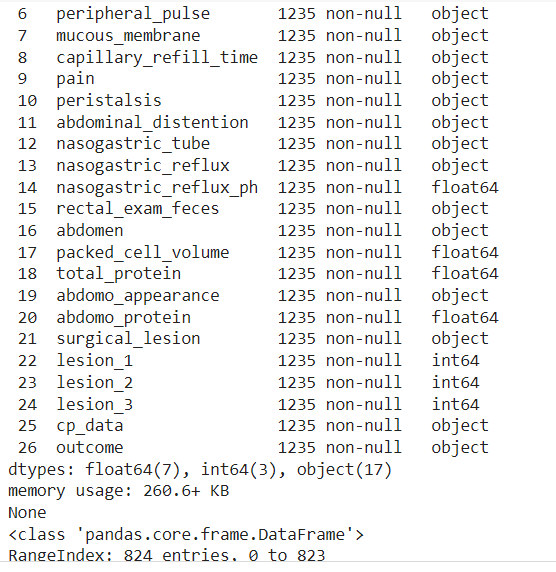 6   peripheral_pulse       1235 non-null   object
7   mucous_membrane        1235 non-null   object
8   capillary_refill_time  1235 non-null   object
9   pain                   1235 non-null   object
10  peristalsis            1235 non-null   object
11  abdominal_distention   1235 non-null   object
12  nasogastric_tube       1235 non-null   object
13  nasogastric_reflux     1235 non-null   object
14  nasogastric_reflux_ph  1235 non-null   float64
15  rectal_exam_feces      1235 non-null   object
16  abdomen                1235 non-null   object
17  packed_cell_volume     1235 non-null   float64
18  total_protein          1235 non-null   float64
19  abdomo_appearance      1235 non-null   object
20  abdomo_protein         1235 non-null   float64
21  surgical_lesion        1235 non-null   object
22  lesion_1               1235 non-null   int64
23  lesion_2               1235 non-null   int64
24  lesion_3               1235 non-null   int64
25  cp_data                1235 non-null   object
26  outcome                1235 non-null   object
dtypes: float64(7), int64(3), object(17)
memory usage: 260.6+ KB
None
<class 'pandas.core.frame.DataFrame'>
RangeIndex: 824 entries, 0 to 823